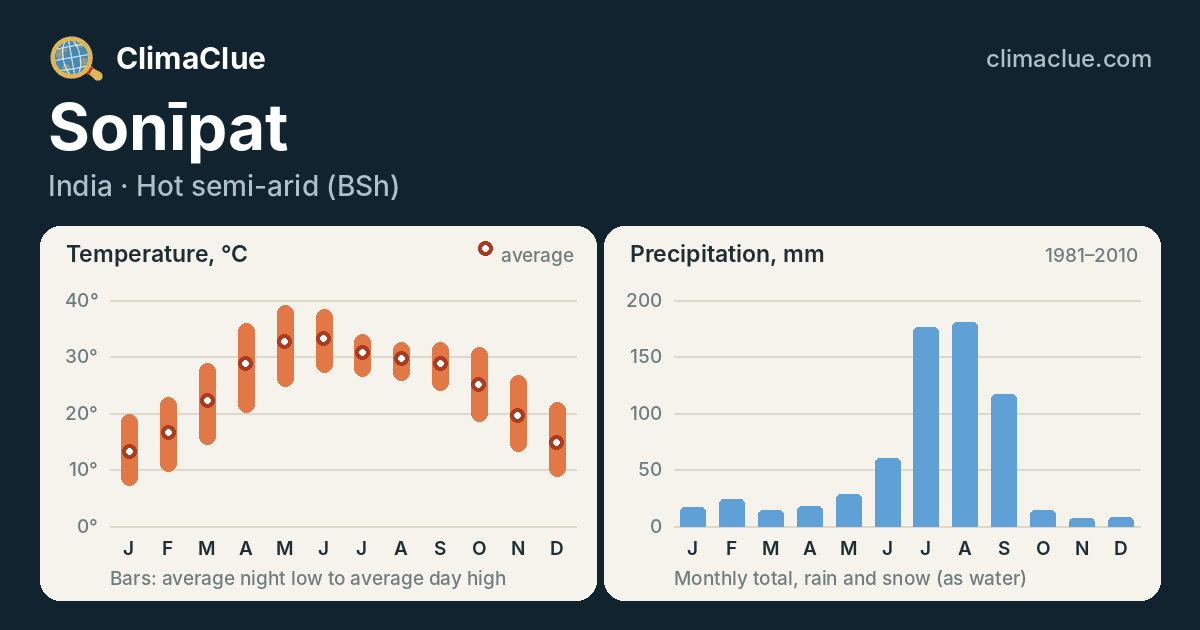 ClimaClue
climaclue.com
Sonīpat
India · Hot semi-arid (BSh)
Temperature, °C
average
40°
30°
20°
10°
0°
J F M A M J J A S O N D
Bars: average night low to average day high
Precipitation, mm
1981–2010
200
150
100
50
0
J F M A M J J A S O N D
Monthly total, rain and snow (as water)